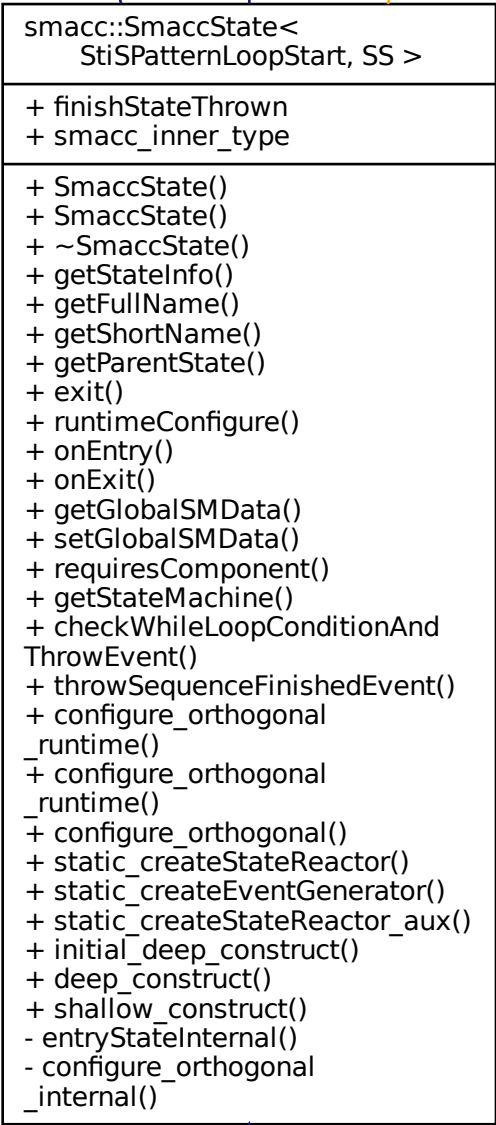 smacc::SmaccState<
StiSPatternLoopStart, SS >
+ finishStateThrown
+ smacc_inner_type
+ SmaccState()
+ SmaccState()
+ ~SmaccState()
+ getStateInfo()
+ getFullName()
+ getShortName()
+ getParentState()
+ exit()
+ runtimeConfigure()
+ onEntry()
+ onExit()
+ getGlobalSMData()
+ setGlobalSMData()
+ requiresComponent()
+ getStateMachine()
+ checkWhileLoopConditionAnd
ThrowEvent()
+ throwSequenceFinishedEvent()
+ configure_orthogonal
_runtime()
+ configure_orthogonal
_runtime()
+ configure_orthogonal()
+ static_createStateReactor()
+ static_createEventGenerator()
+ static_createStateReactor_aux()
+ initial_deep_construct()
+ deep_construct()
+ shallow_construct()
- entryStateInternal()
- configure_orthogonal
_internal()